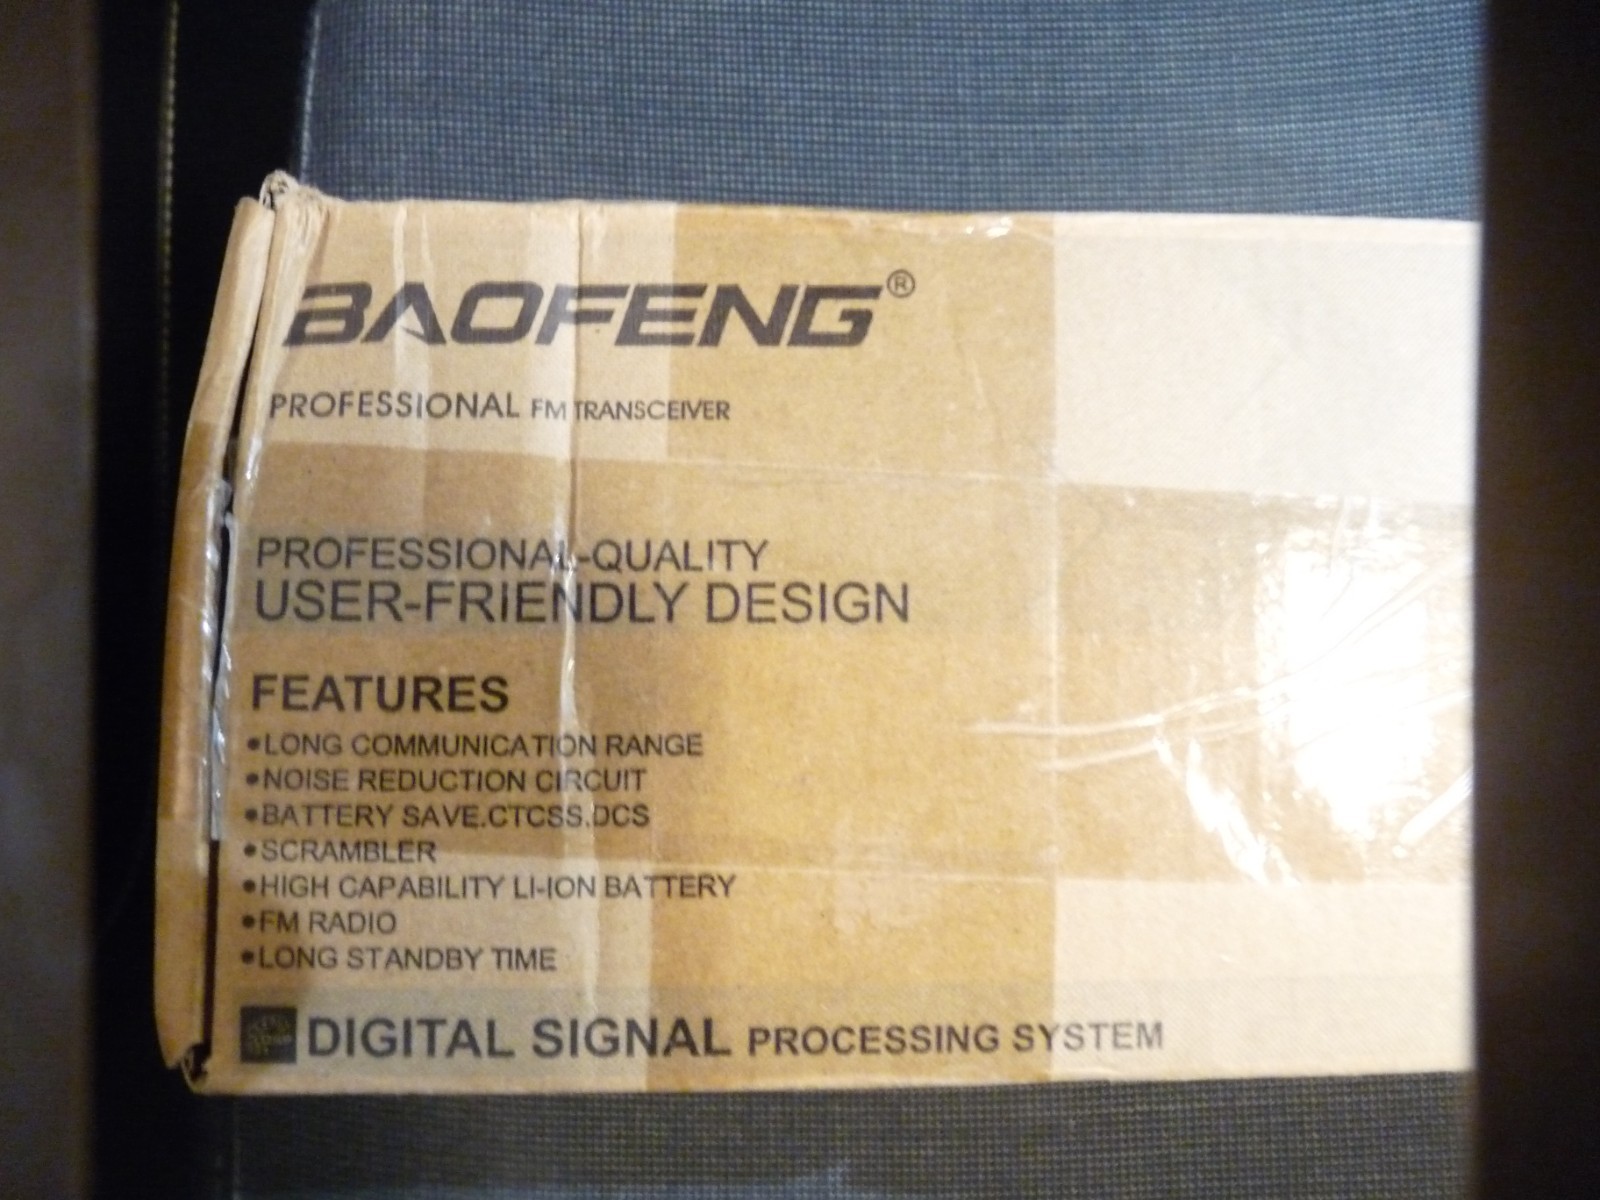 BAOFENG®
PROFESSIONAL FM TRANSCEIVER
PROFESSIONAL-QUALITY
USER-FRIENDLY DESIGN
FEATURES
•LONG COMMUNICATION RANGE
•NOISE REDUCTION CIRCUIT
•BATTERY SAVE.CTCSS.DCS
•SCRAMBLER
•HIGH CAPABILITY LI-ION BATTERY
•FM RADIO
•LONG STANDBY TIME
DIGITAL SIGNAL PROCESSING SYSTEM